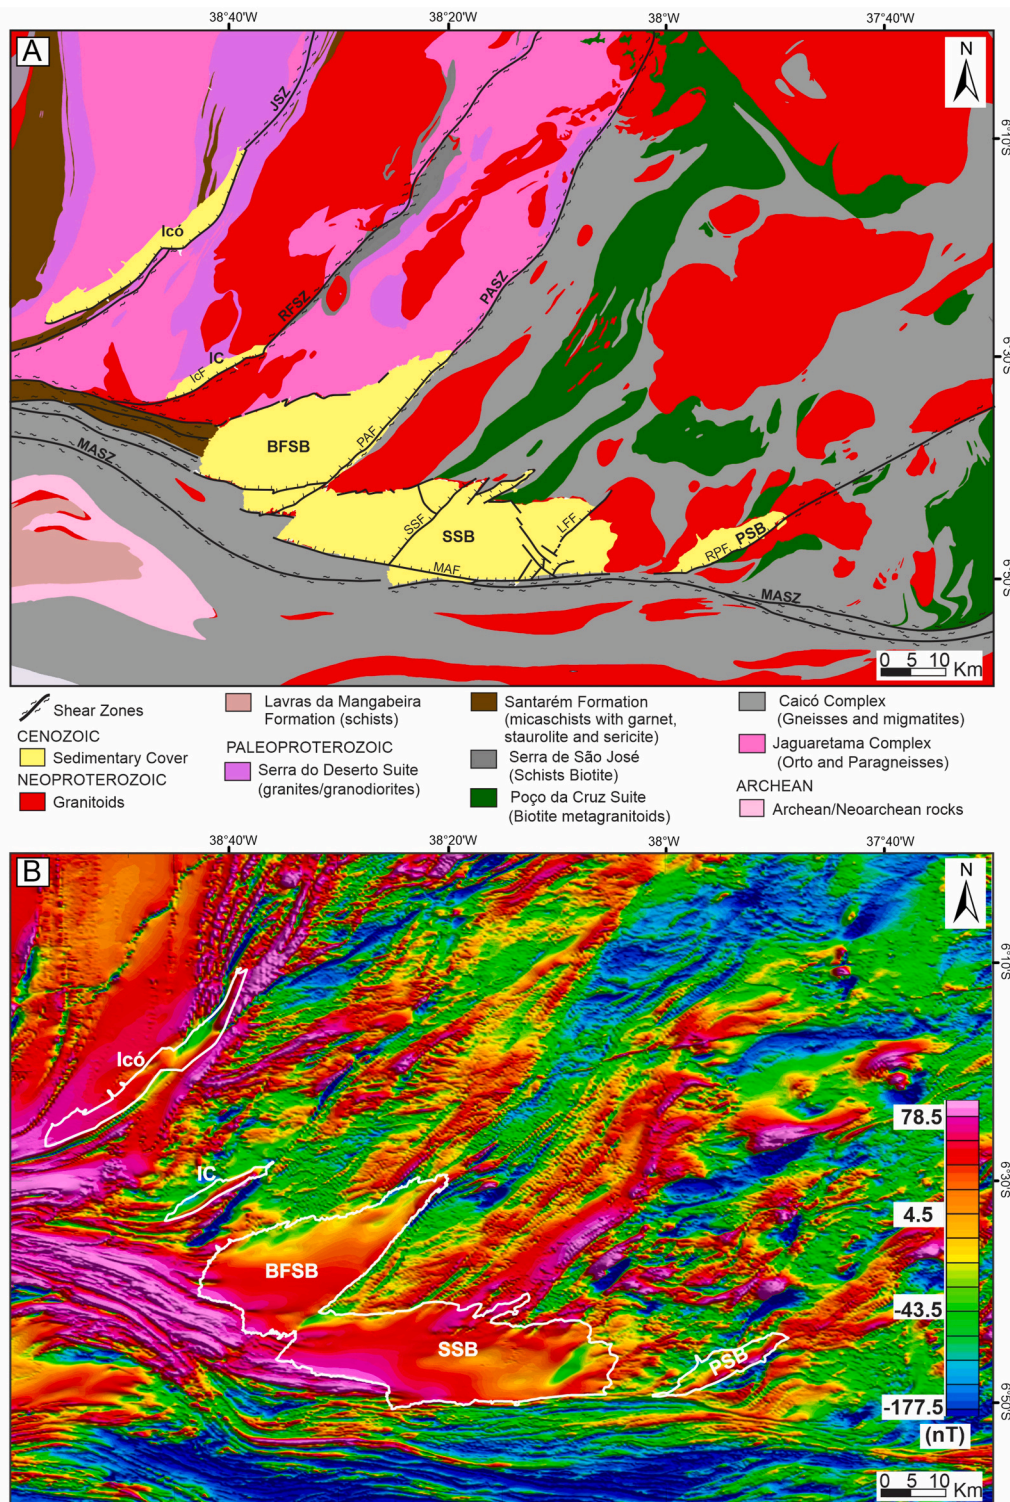 38°40'W 38°20'W 38°W 37°40'W
A
N
JSZ
6°10'S
Icó
RFSZ
PASZ
IC
IcF
6°30'S
BFSB
PAF
MASZ
SSF
SSB
LFF
PSB
RPF
MAF
6°50'S
MASZ
0 5 10 Km
Shear Zones
CENOZOIC
Sedimentary Cover
NEOPROTEROZOIC
Granitoids
Lavras da Mangabeira
Formation (schists)
PALEOPROTEROZOIC
Serra do Deserto Suite
(granites/granodiorites)
Santarém Formation
(micaschists with garnet,
staurolite and sericite)
Serra de São José
(Schists Biotite)
Poço da Cruz Suite
(Biotite metagranitoids)
Caicó Complex
(Gneisses and migmatites)
Jaguaretama Complex
(Orto and Paragneisses)
ARCHEAN
Archean/Neoarchean rocks
38°40'W 38°20'W 38°W 37°40'W
B
N
6°10'S
Icó
78.5
IC
6°30'S
4.5
BFSB
-43.5
SSB
PSB
-177.5
6°50'S
(nT)
0 5 10 Km